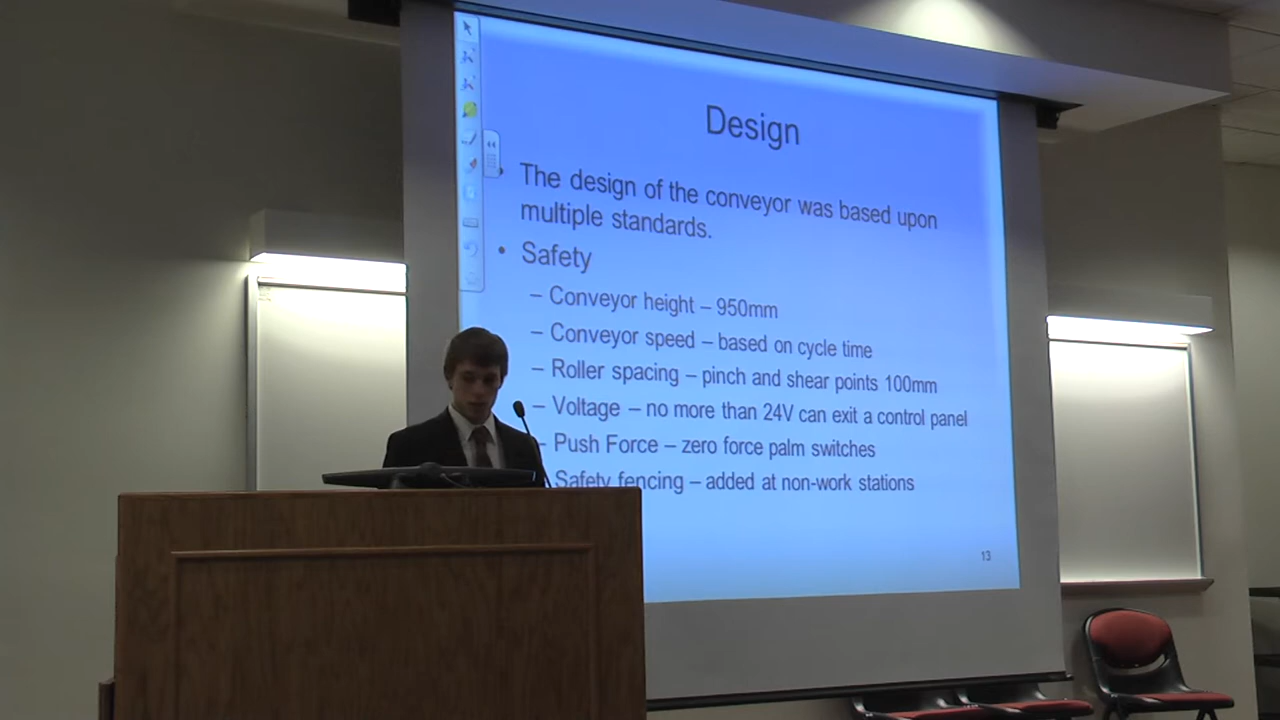 Design
• The design of the conveyor was based upon
multiple standards.
• Safety
– Conveyor height – 950mm
– Conveyor speed – based on cycle time
– Roller spacing – pinch and shear points 100mm
– Voltage – no more than 24V can exit a control panel
– Push Force – zero force palm switches
Safety fencing – added at non-work stations
13